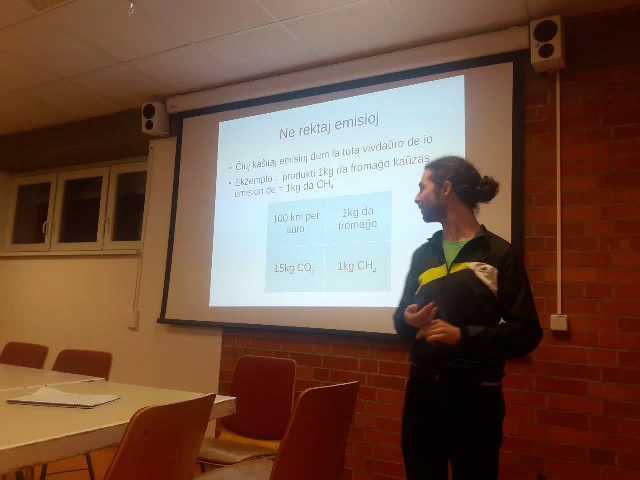 Ne rektaj emisioj
• Ĉiuj kaŝitaj emisioj dum la tuta vivdaŭro de io
• Ekzemplo : produkti 1kg da fromaĝo kaŭzas
emision de = 1kg da CH4
100 km per
aŭto
1kg da
fromaĝo
15kg CO2
1kg CH4